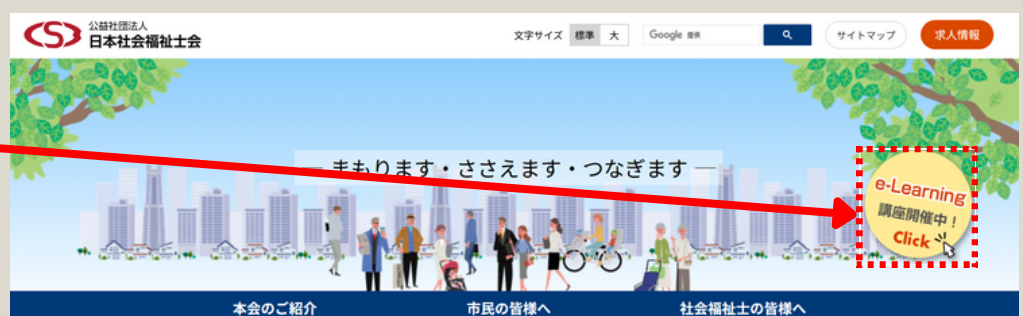 公益社団法人
日本社会福祉士会
文字サイズ 標準 大 Google 提供 サイトマップ 求人情報
― まもります・ささえます・つなぎます ―
e-Learning
講座開催中！
Click
本会のご紹介 市民の皆様へ 社会福祉士の皆様へ